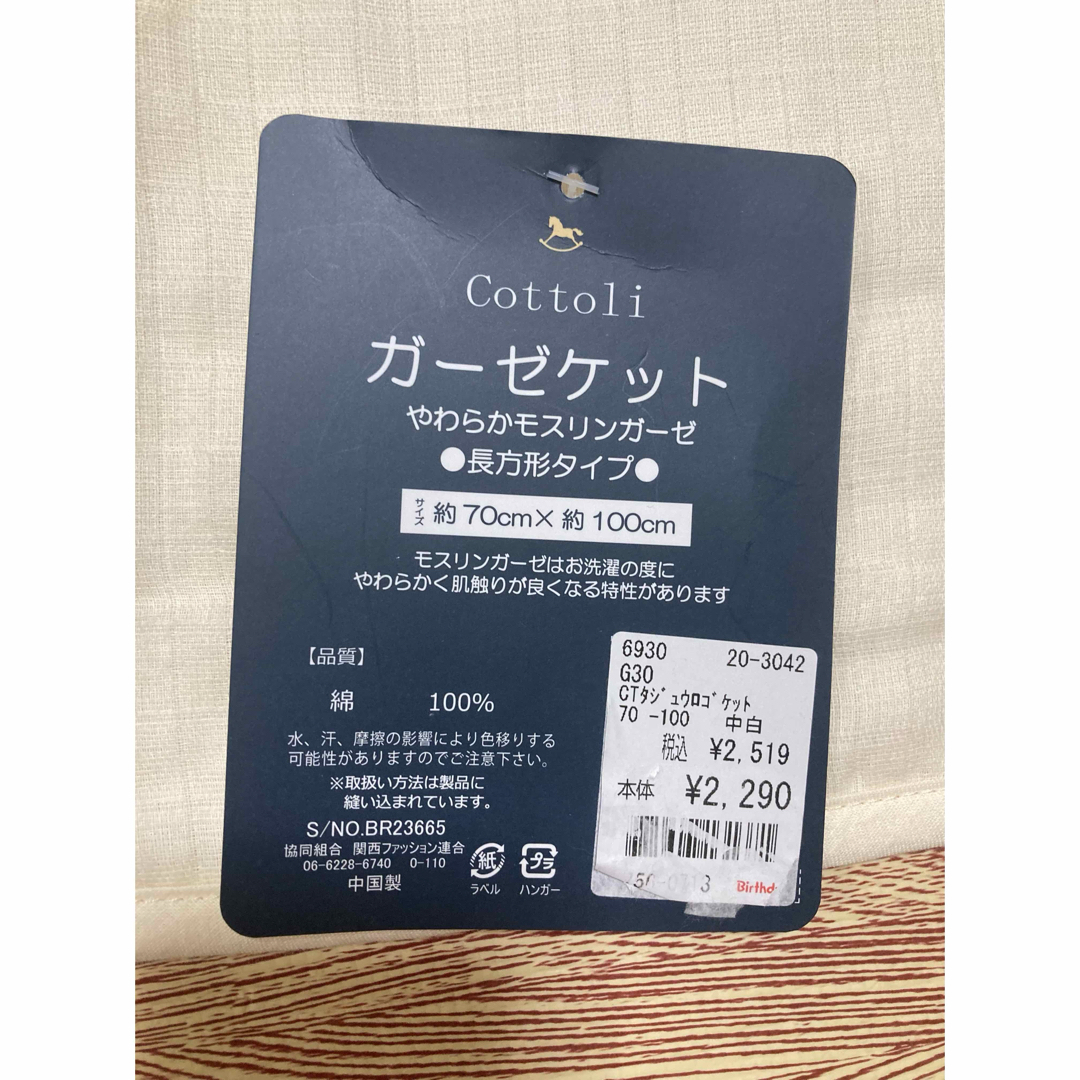 Cottoli
ガーゼケット
やわらかモスリンガーゼ
●長方形タイプ●
サイズ 約70cm×約100cm
モスリンガーゼはお洗濯の度に
やわらかく肌触りが良くなる特性があります
【品質】
綿 100%
水、汗、摩擦の影響により色移りする
可能性がありますのでご注意下さい。
※取扱い方法は製品に
縫い込まれています。
S/NO.BR23665
協同組合 関西ファッション連合
06-6228-6740 0-110
中国製
紙
ラベル
プラ
ハンガー
6930 20-3042
G30
CTタジュウロゴケット
70 -100 中白
税込 ¥2,519
本体 ¥2,290
Birthd